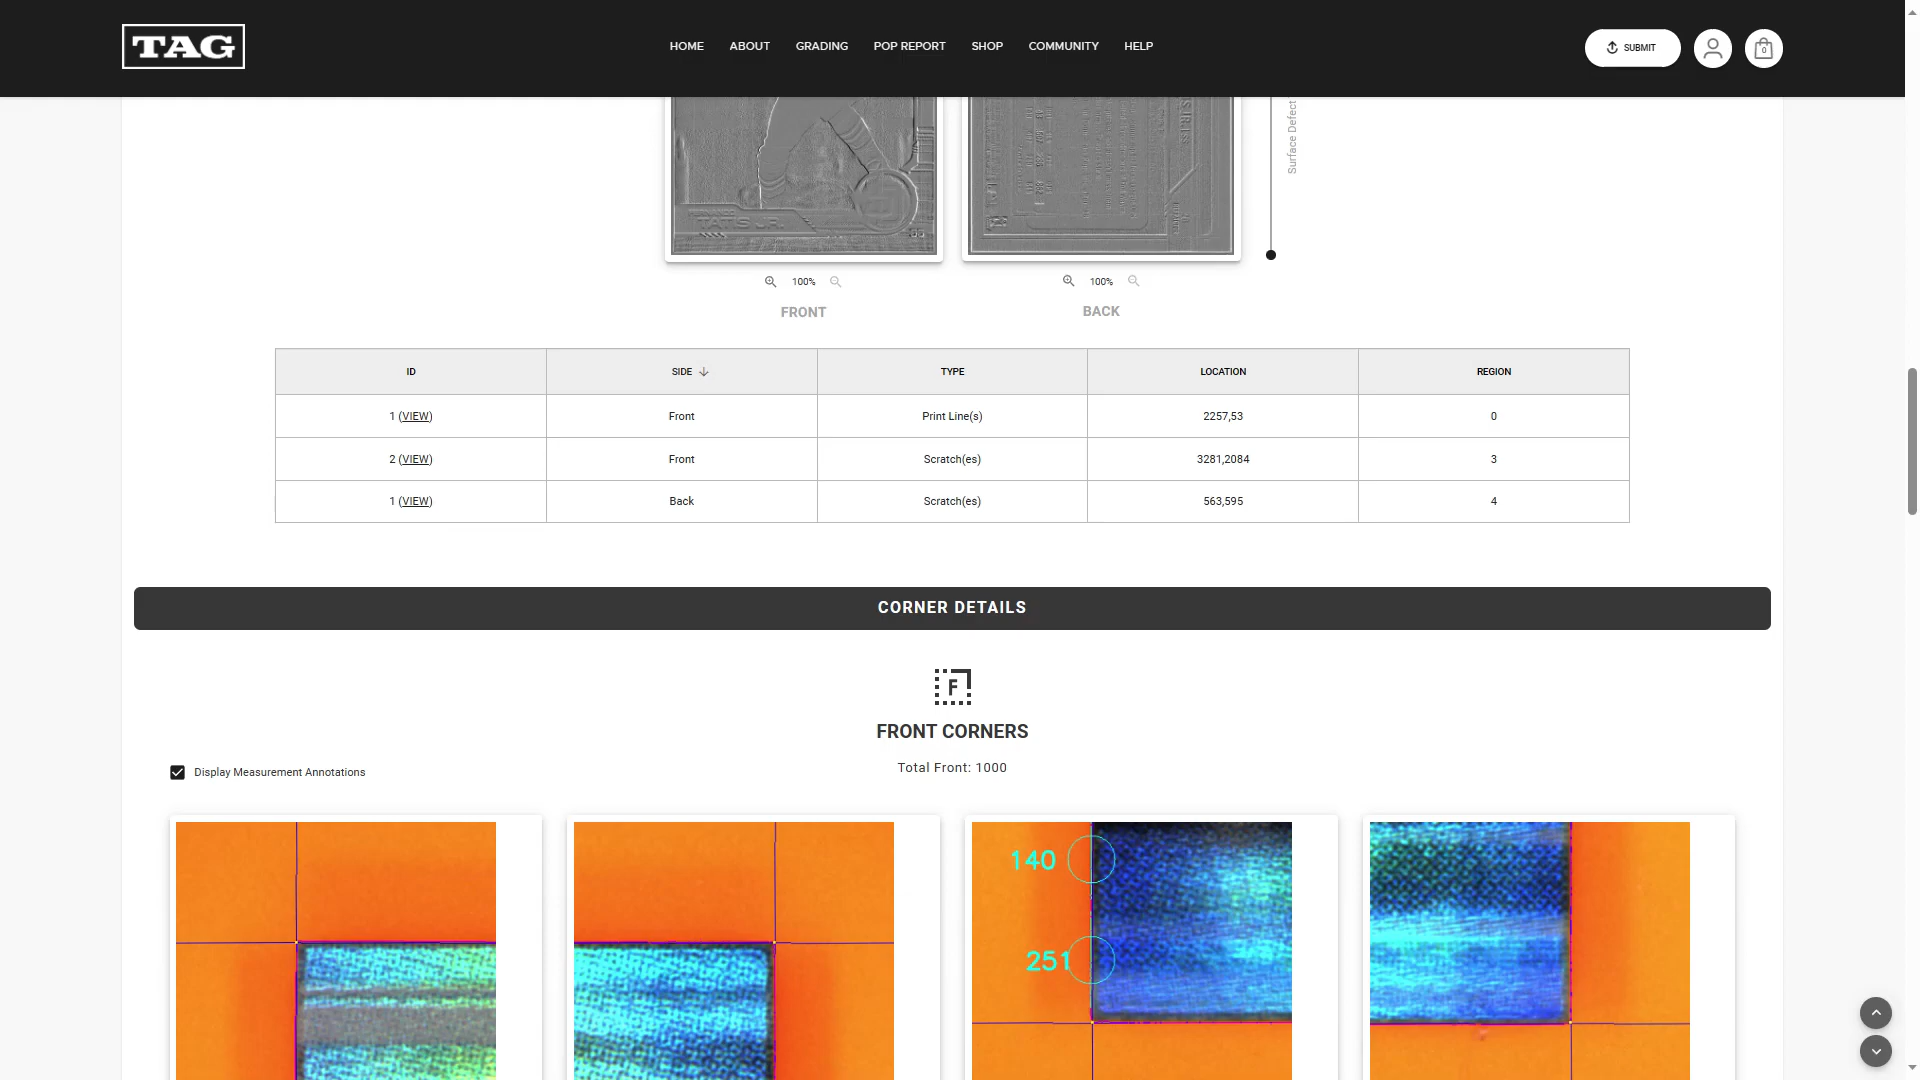 TAG
HOME ABOUT GRADING POP REPORT SHOP COMMUNITY HELP
SUBMIT
0
Surface Defect
TATIS JR.
100% 100%
FRONT BACK
ID SIDE TYPE LOCATION REGION
1 (VIEW) Front Print Line(s) 2257,53 0
2 (VIEW) Front Scratch(es) 3281,2084 3
1 (VIEW) Back Scratch(es) 563,595 4
CORNER DETAILS
F
FRONT CORNERS
Display Measurement Annotations
Total Front: 1000
140
251